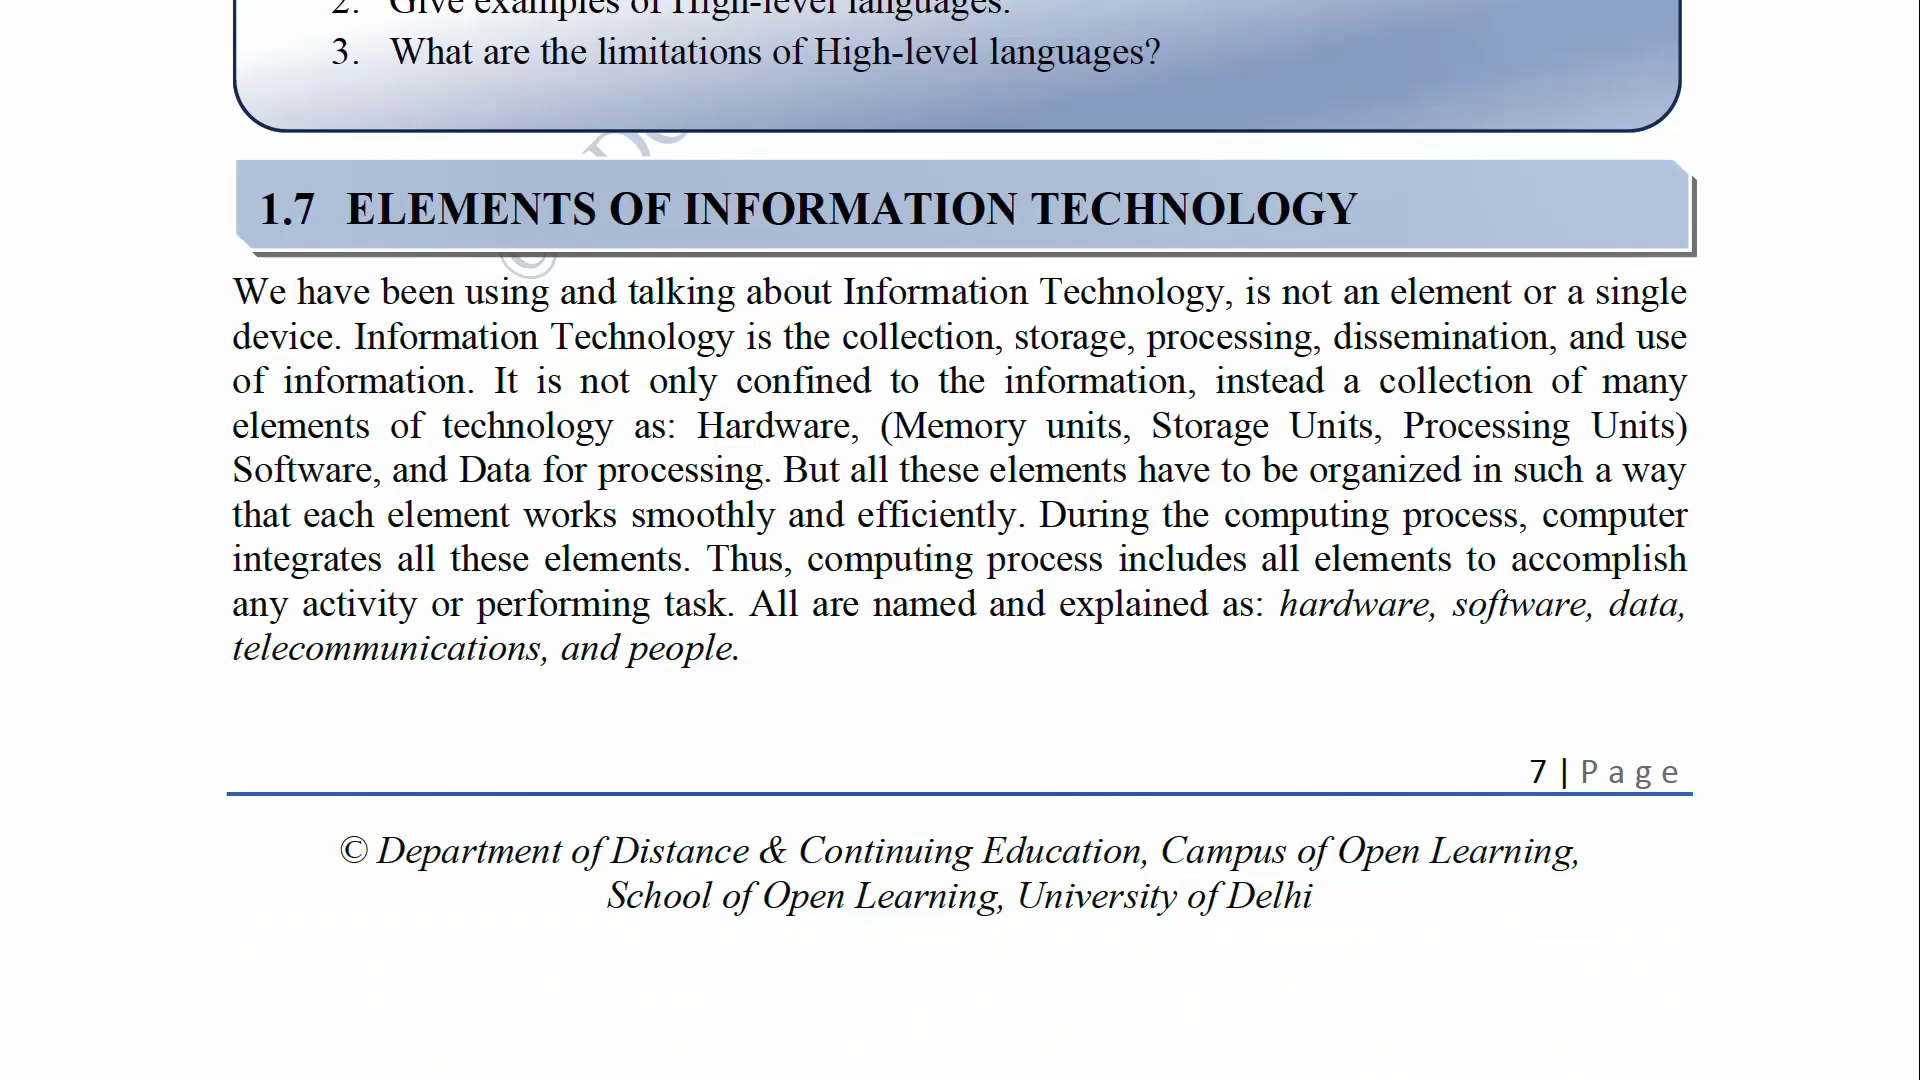 2. Give examples of High-level languages.
3. What are the limitations of High-level languages?
1.7 ELEMENTS OF INFORMATION TECHNOLOGY
We have been using and talking about Information Technology, is not an element or a single
device. Information Technology is the collection, storage, processing, dissemination, and use
of information. It is not only confined to the information, instead a collection of many
elements of technology as: Hardware, (Memory units, Storage Units, Processing Units)
Software, and Data for processing. But all these elements have to be organized in such a way
that each element works smoothly and efficiently. During the computing process, computer
integrates all these elements. Thus, computing process includes all elements to accomplish
any activity or performing task. All are named and explained as: hardware, software, data,
telecommunications, and people.
7 | Page
© Department of Distance & Continuing Education, Campus of Open Learning,
School of Open Learning, University of Delhi